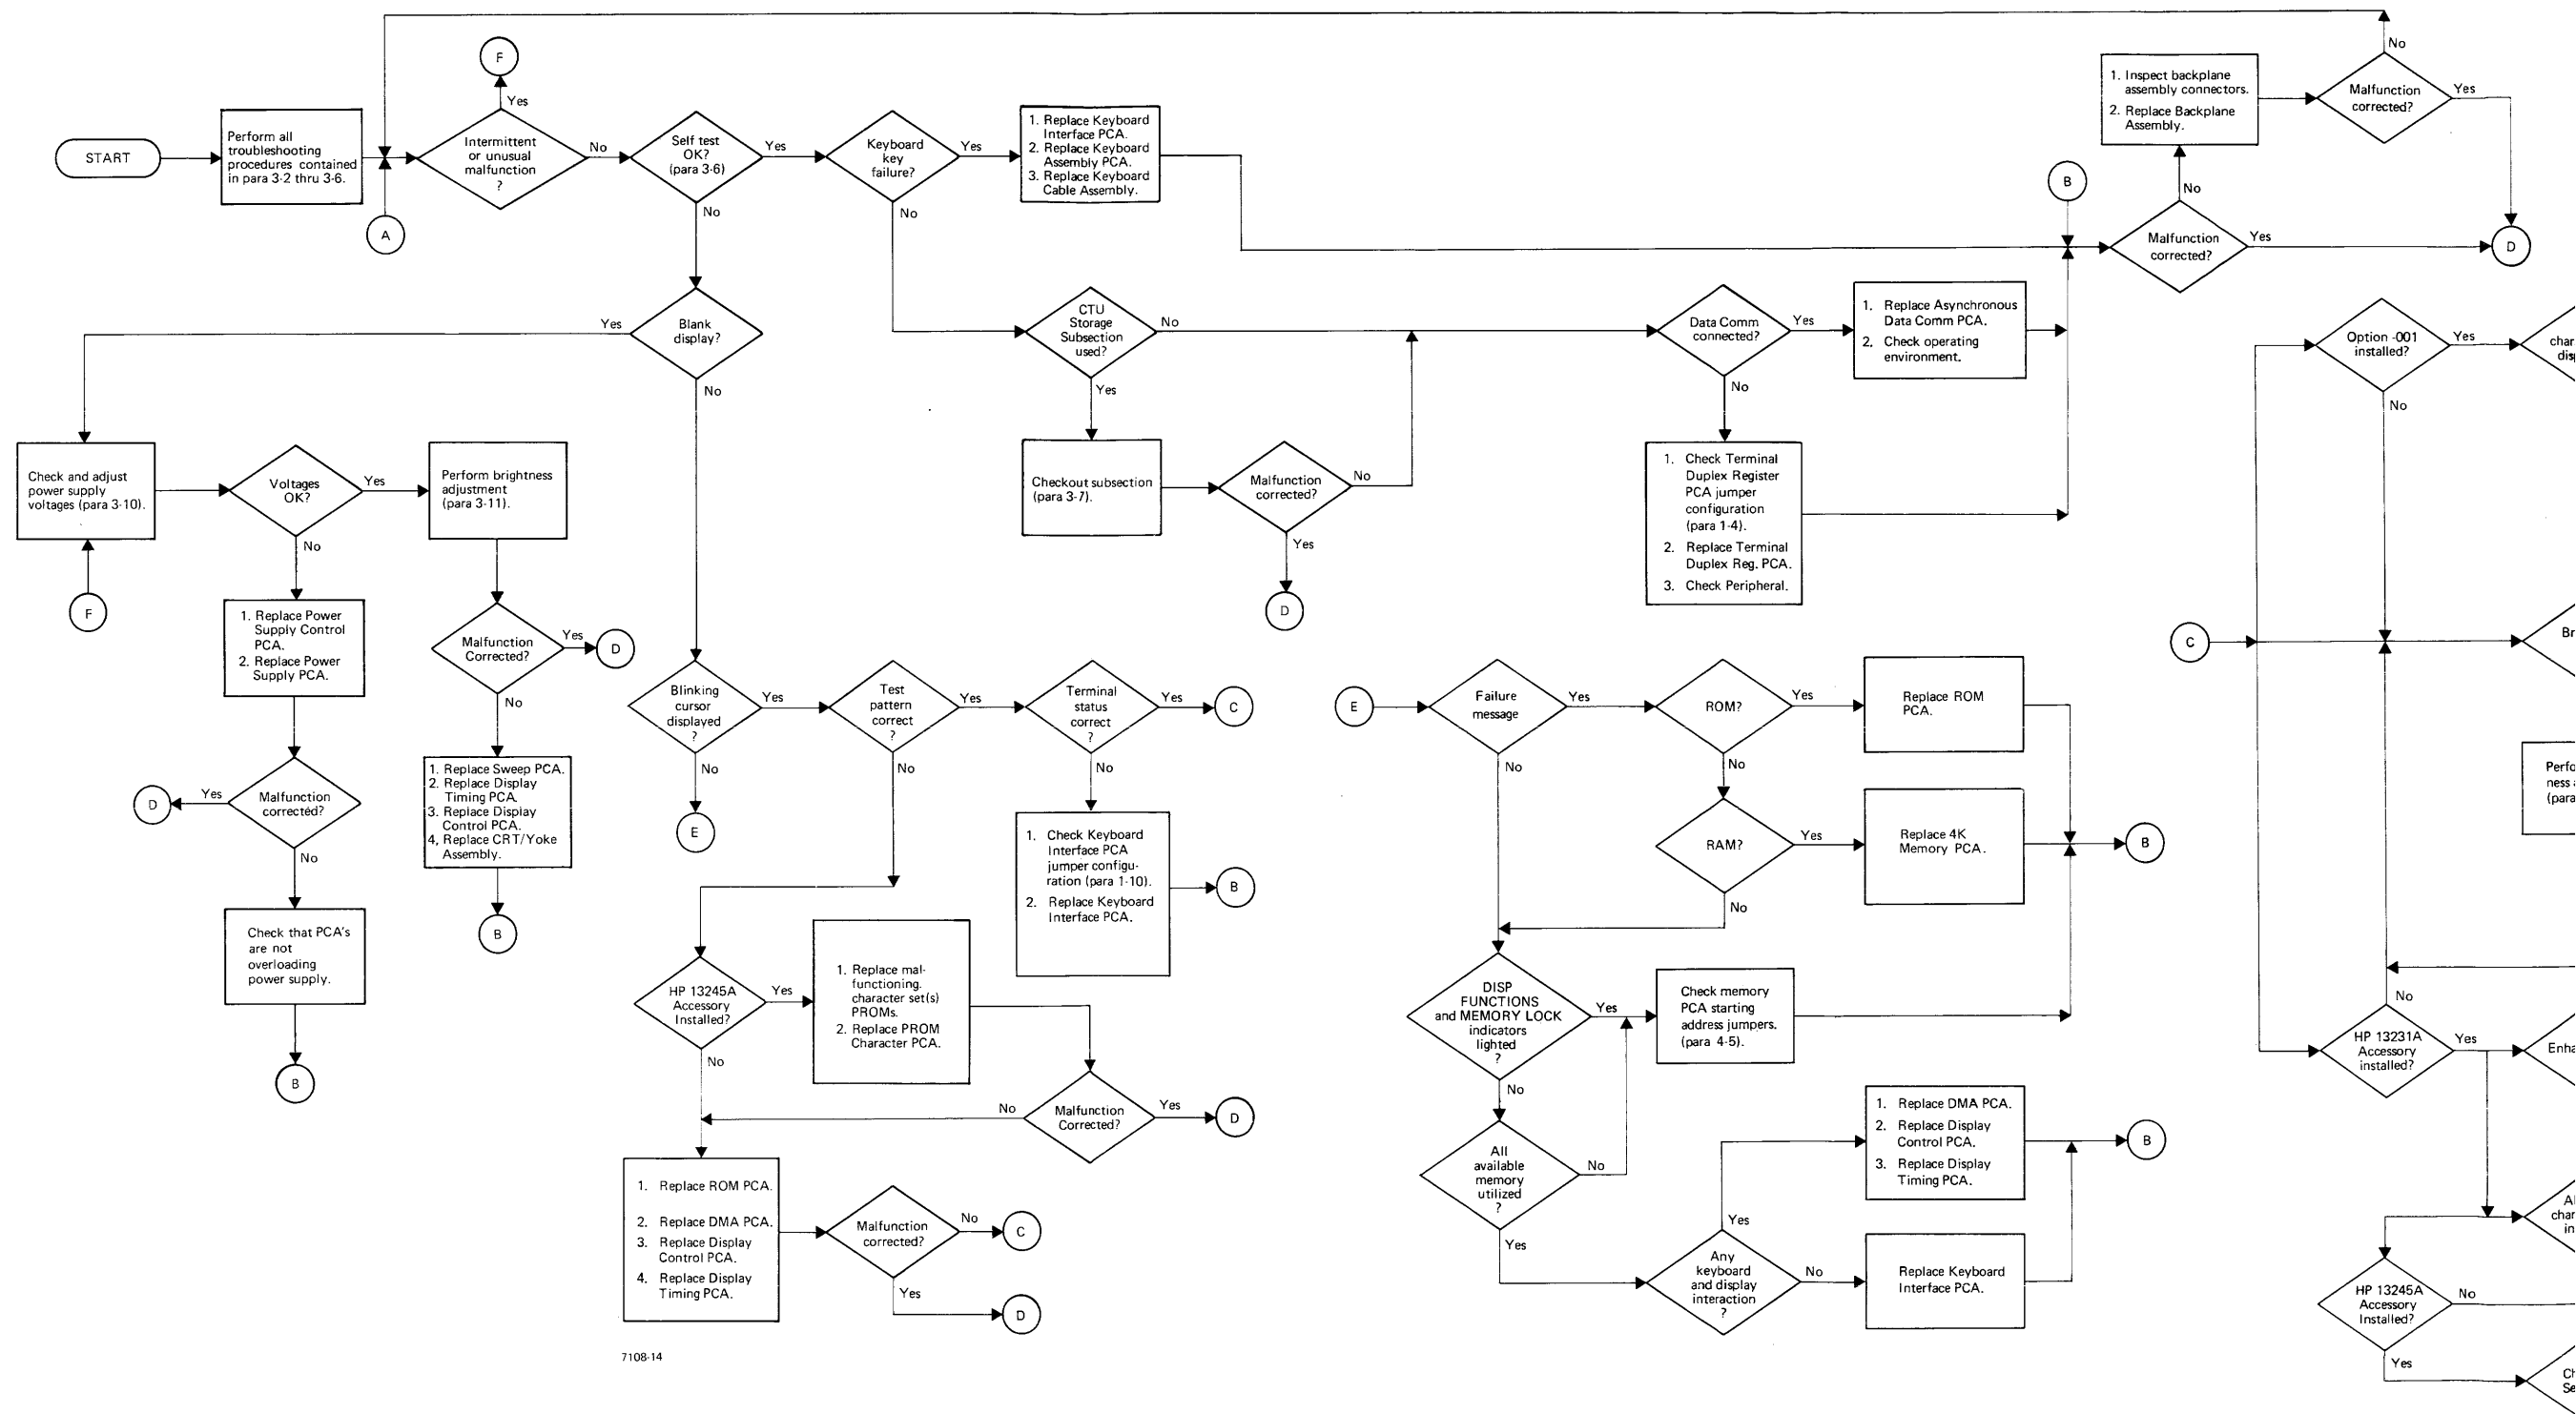 START
Perform all
troubleshooting
procedures contained
in para 3-2 thru 3-6.
A
F
Yes
Intermittent
or unusual
malfunction
?
No
Self test
OK?
(para 3-6)
Yes
No
Keyboard
key
failure?
Yes
No
1. Replace Keyboard
Interface PCA.
2. Replace Keyboard
Assembly PCA.
3. Replace Keyboard
Cable Assembly.
B
1. Inspect backplane
assembly connectors.
2. Replace Backplane
Assembly.
No
Malfunction
corrected?
Yes
No
Malfunction
corrected?
Yes
D
Yes
Blank
display?
No
CTU
Storage
Subsection
used?
No
Yes
Data Comm
connected?
Yes
No
1. Replace Asynchronous
Data Comm PCA.
2. Check operating
environment.
Checkout subsection
(para 3-7).
Malfunction
corrected?
No
Yes
D
1. Check Terminal
Duplex Register
PCA jumper
configuration
(para 1-4).
2. Replace Terminal
Duplex Reg. PCA.
3. Check Peripheral.
Check and adjust
power supply
voltages (para 3-10).
F
Voltages
OK?
Yes
No
Perform brightness
adjustment
(para 3-11).
1. Replace Power
Supply Control
PCA.
2. Replace Power
Supply PCA.
Malfunction
Corrected?
Yes
D
No
D
Yes
Malfunction
corrected?
No
1. Replace Sweep PCA.
2. Replace Display
Timing PCA.
3. Replace Display
Control PCA.
4, Replace CRT/Yoke
Assembly.
B
Check that PCA's
are not
overloading
power supply.
B
Blinking
cursor
displayed
?
Yes
No
E
Test
pattern
correct
?
Yes
No
Terminal
status
correct
?
Yes
C
No
1. Check Keyboard
Interface PCA
jumper configu-
ration (para 1-10).
2. Replace Keyboard
Interface PCA.
B
HP 13245A
Accessory
Installed?
Yes
No
1. Replace mal-
functioning.
character set(s)
PROMs.
2. Replace PROM
Character PCA.
No
Malfunction
Corrected?
Yes
D
1. Replace ROM PCA.
2. Replace DMA PCA.
3. Replace Display
Control PCA.
4. Replace Display
Timing PCA.
Malfunction
corrected?
No
C
Yes
D
7108-14
E
Failure
message
Yes
No
ROM?
Yes
No
Replace ROM
PCA.
RAM?
Yes
No
Replace 4K
Memory PCA.
B
DISP
FUNCTIONS
and MEMORY LOCK
indicators
lighted
?
Yes
No
Check memory
PCA starting
address jumpers.
(para 4-5).
All
available
memory
utilized
?
No
Yes
Any
keyboard
and display
interaction
?
Yes
No
1. Replace DMA PCA.
2. Replace Display
Control PCA.
3. Replace Display
Timing PCA.
B
Replace Keyboard
Interface PCA.
C
Option -001
installed?
Yes
No
No
HP 13231A
Accessory
installed?
Yes
HP 13245A
Accessory
Installed?
No
Yes